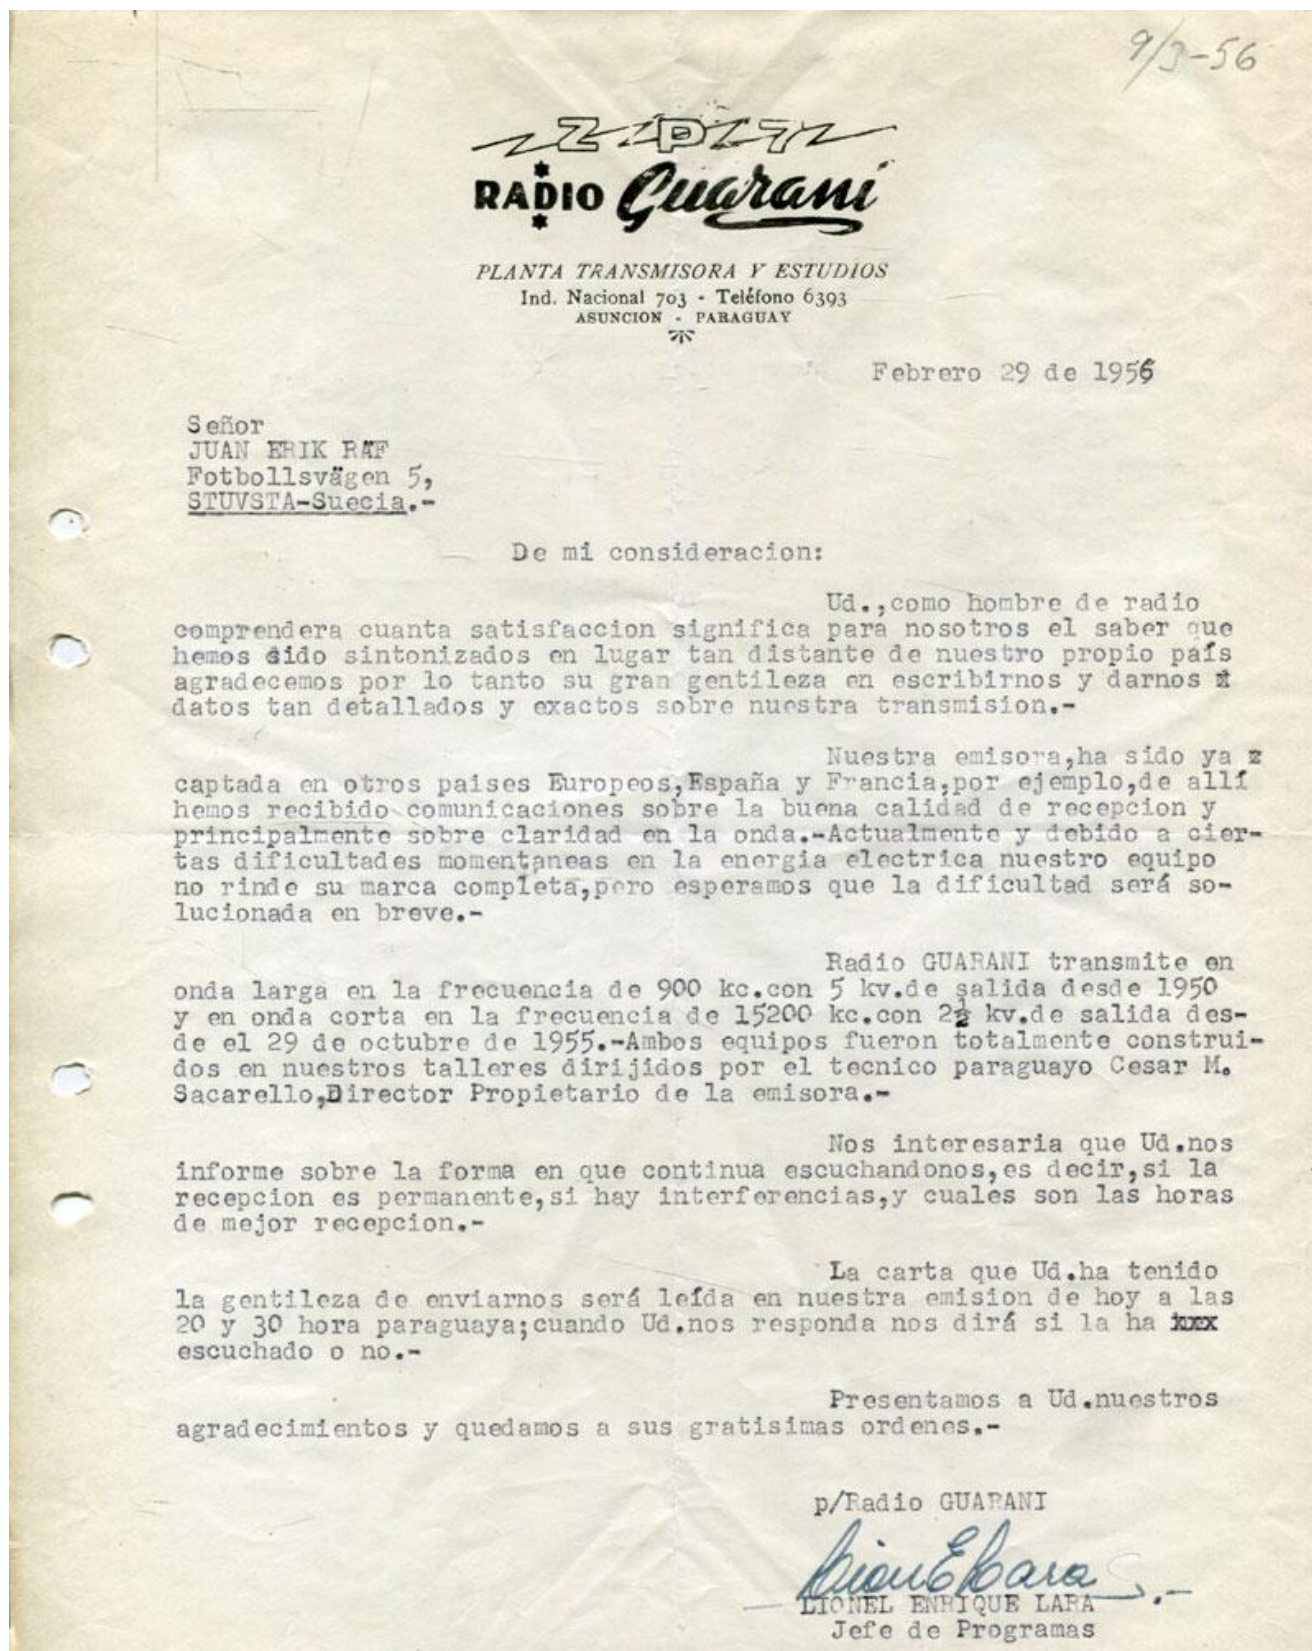 9/3-56
ZP7
RADIO Guarani
PLANTA TRANSMISORA Y ESTUDIOS
Ind. Nacional 703 - Teléfono 6393
ASUNCION - PARAGUAY
Febrero 29 de 1956
Señor
JUAN ERIK RÄF
Fotbollsvägen 5,
STUVSTA-Suecia.-
De mi consideracion:
Ud.,como hombre de radio
comprendera cuanta satisfaccion significa para nosotros el saber que
hemos sido sintonizados en lugar tan distante de nuestro propio país
agradecemos por lo tanto su gran gentileza en escribirnos y darnos
datos tan detallados y exactos sobre nuestra transmision.-
Nuestra emisora,ha sido ya
captada en otros paises Europeos,España y Francia,por ejemplo,de allí
hemos recibido comunicaciones sobre la buena calidad de recepcion y
principalmente sobre claridad en la onda.-Actualmente y debido a cier-
tas dificultades momentaneas en la energia electrica nuestro equipo
no rinde su marca completa,pero esperamos que la dificultad será so-
lucionada en breve.-
Radio GUARANI transmite en
onda larga en la frecuencia de 900 kc.con 5 kv.de salida desde 1950
y en onda corta en la frecuencia de 15200 kc.con 2½ kv.de salida des-
de el 29 de octubre de 1955.-Ambos equipos fueron totalmente construi-
dos en nuestros talleres dirijidos por el tecnico paraguayo Cesar M.
Sacarello,Director Propietario de la emisora.-
Nos interesaria que Ud.nos
informe sobre la forma en que continua escuchandonos,es decir,si la
recepcion es permanente,si hay interferencias,y cuales son las horas
de mejor recepcion.-
La carta que Ud.ha tenido
la gentileza de enviarnos será leída en nuestra emision de hoy a las
20 y 30 hora paraguaya;cuando Ud.nos responda nos dirá si la ha xxx
escuchado o no.-
Presentamos a Ud.nuestros
agradecimientos y quedamos a sus gratisimas ordenes.-
p/Radio GUARANI
LIONEL ENRIQUE LARA
Jefe de Programas